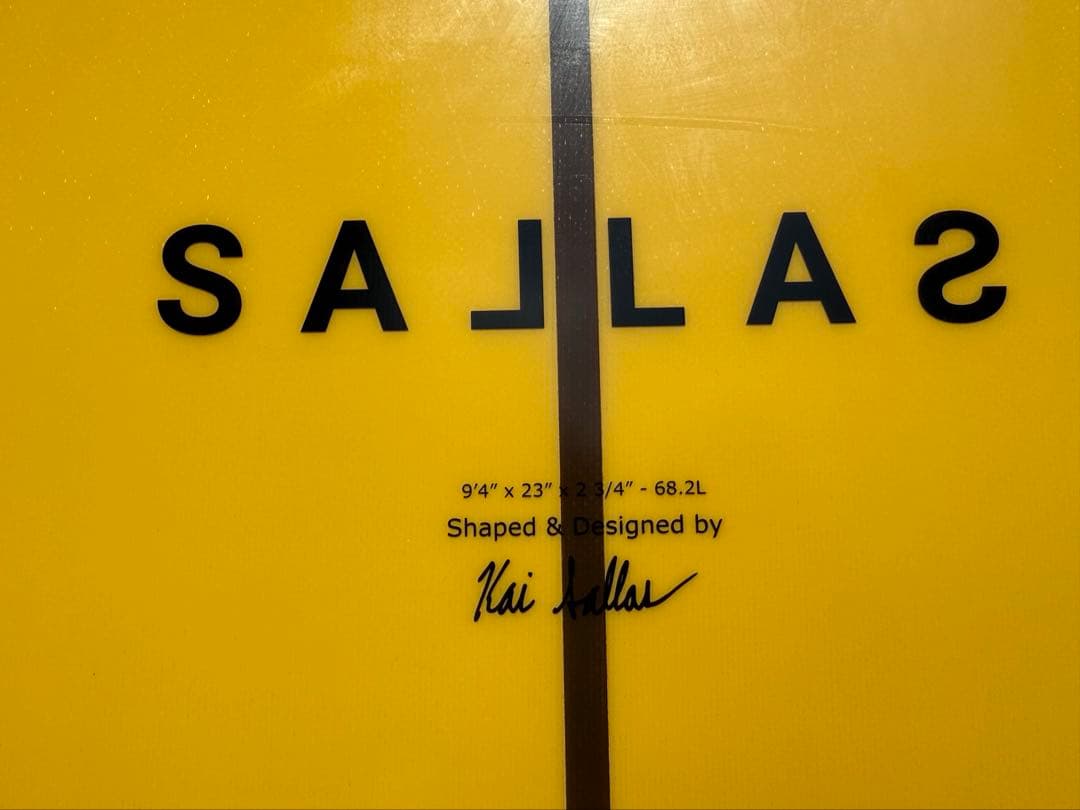 SALLAS
9'4" x 23" x 2 3/4" - 68.2L
Shaped & Designed by
Kai Sallas